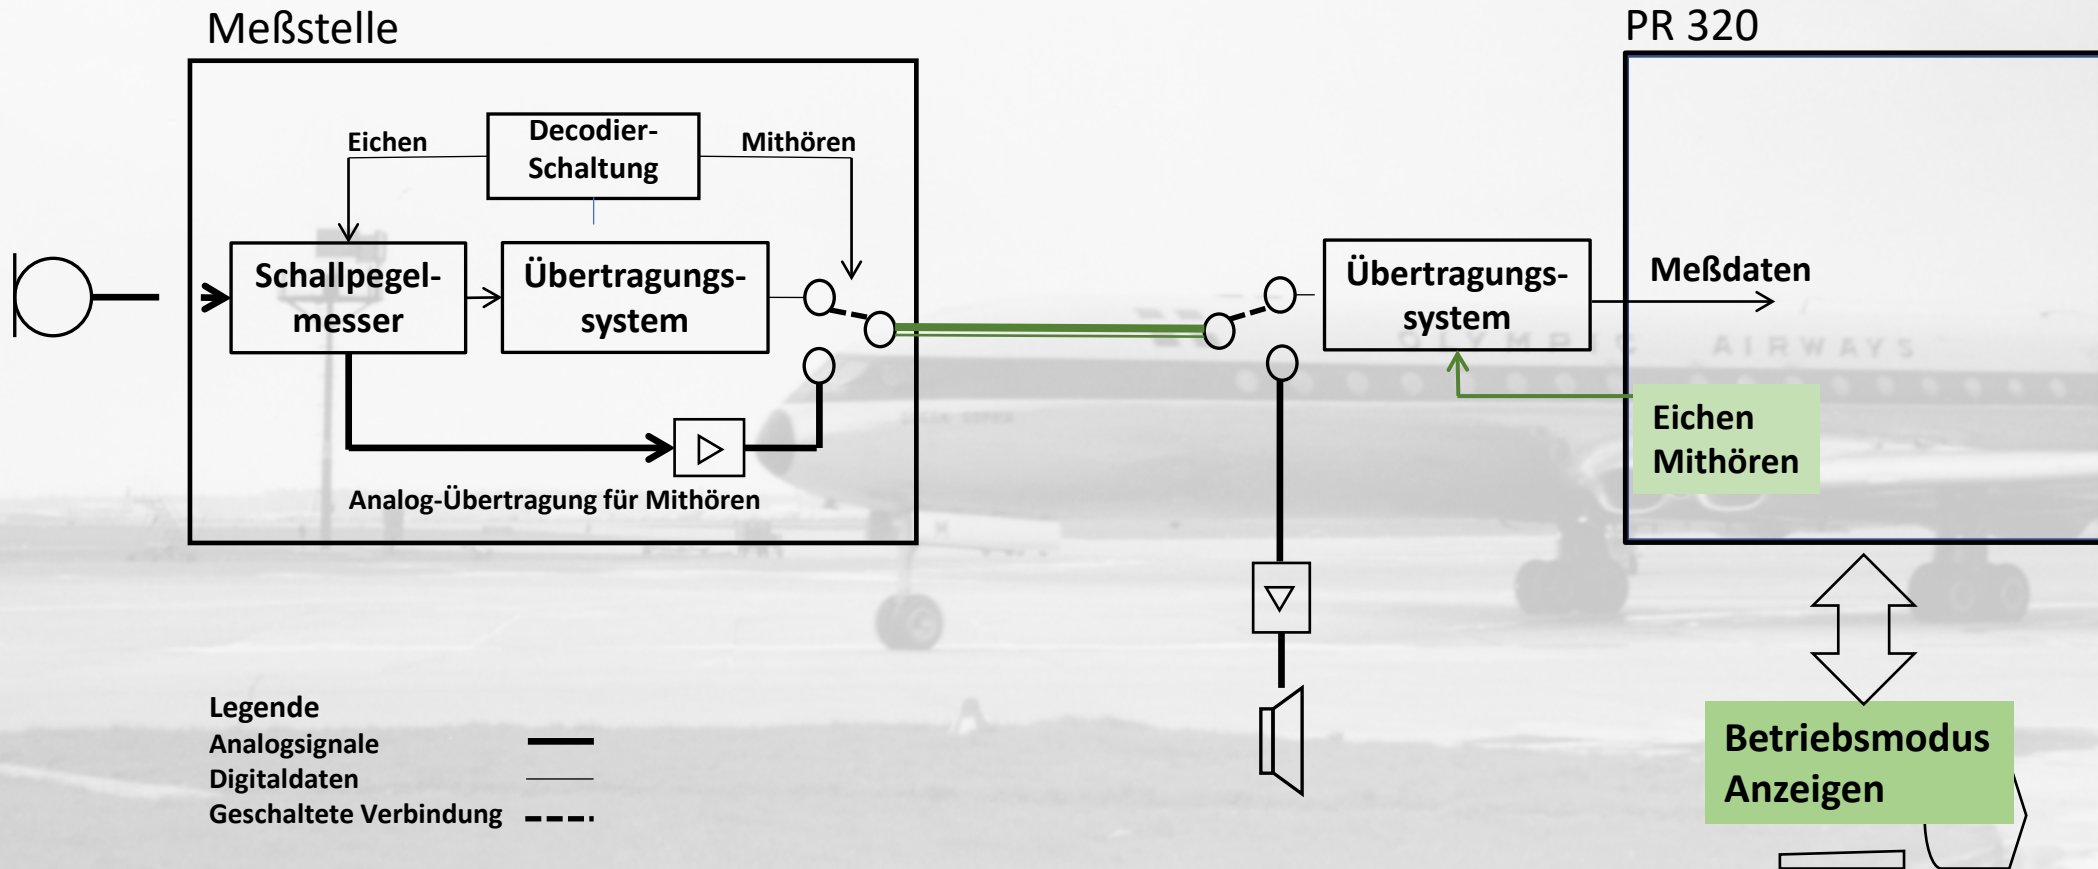 Meßstelle
PR 320
Eichen
Decodier-
Schaltung
Mithören
Schallpegel-
messer
Übertragungs-
system
Übertragungs-
system
Meßdaten
OLYMPIC AIRWAYS
Eichen
Mithören
Analog-Übertragung für Mithören
Legende
Analogsignale
Digitaldaten
Geschaltete Verbindung
Betriebsmodus
Anzeigen